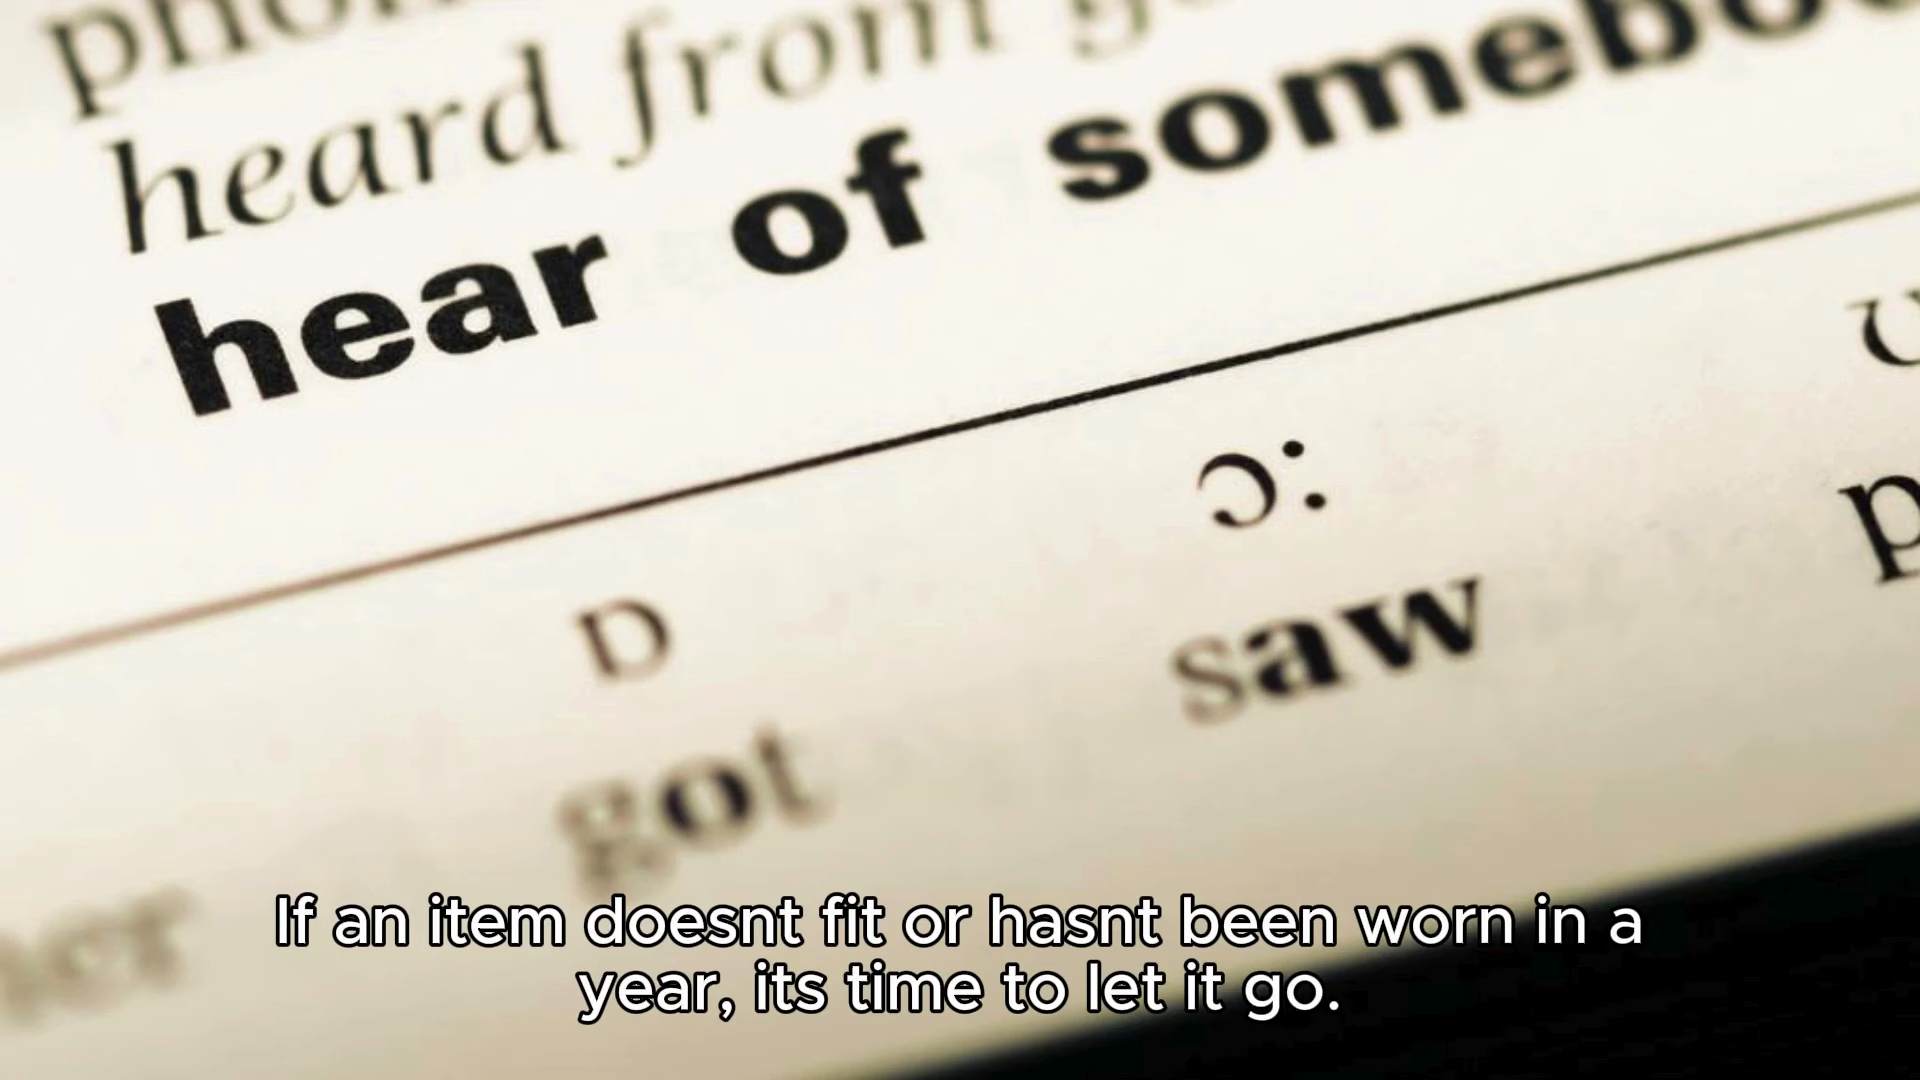 heard from
hear of
ɒ ɔː
got saw
If an item doesnt fit or hasnt been worn in a
year, its time to let it go.